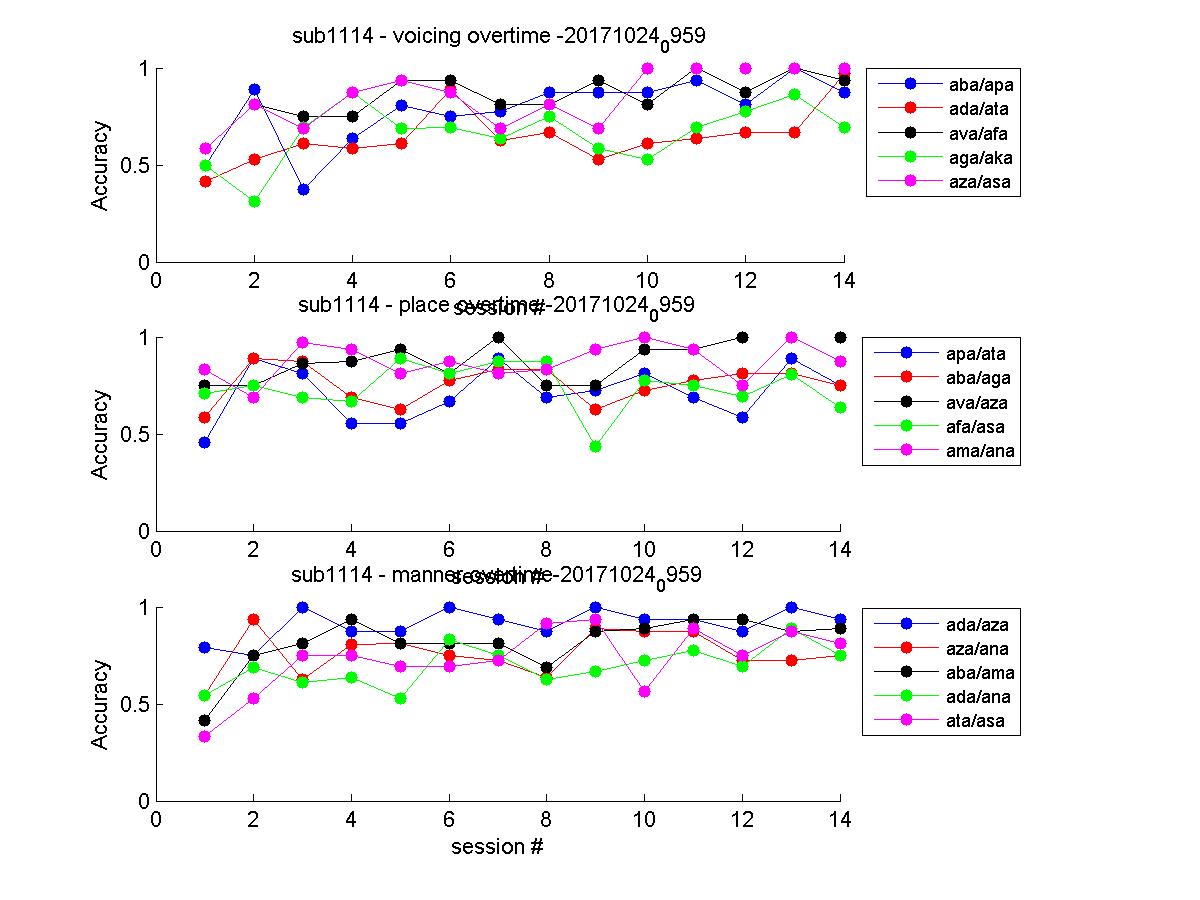 sub1114 - voicing overtime -20171024_0959
1
0.5
0
Accuracy
0 2 4 6 8 10 12 14
session #
aba/apa
ada/ata
ava/afa
aga/aka
aza/asa
sub1114 - place overtime -20171024_0959
1
0.5
0
Accuracy
0 2 4 6 8 10 12 14
session #
apa/ata
aba/aga
ava/aza
afa/asa
ama/ana
sub1114 - manner overtime -20171024_0959
1
0.5
0
Accuracy
0 2 4 6 8 10 12 14
session #
ada/aza
aza/ana
aba/ama
ada/ana
ata/asa